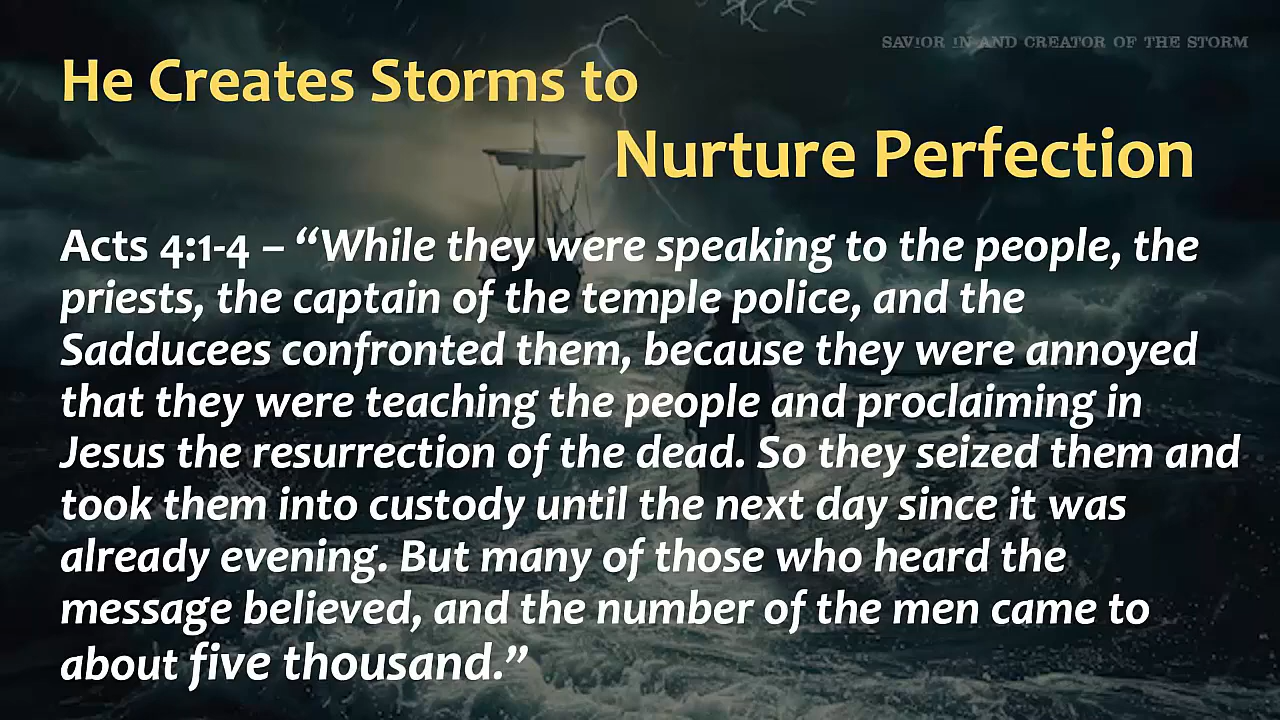 SAVIOR IN AND CREATOR OF THE STORM
He Creates Storms to
Nurture Perfection
Acts 4:1-4 – “While they were speaking to the people, the
priests, the captain of the temple police, and the
Sadducees confronted them, because they were annoyed
that they were teaching the people and proclaiming in
Jesus the resurrection of the dead. So they seized them and
took them into custody until the next day since it was
already evening. But many of those who heard the
message believed, and the number of the men came to
about five thousand.”